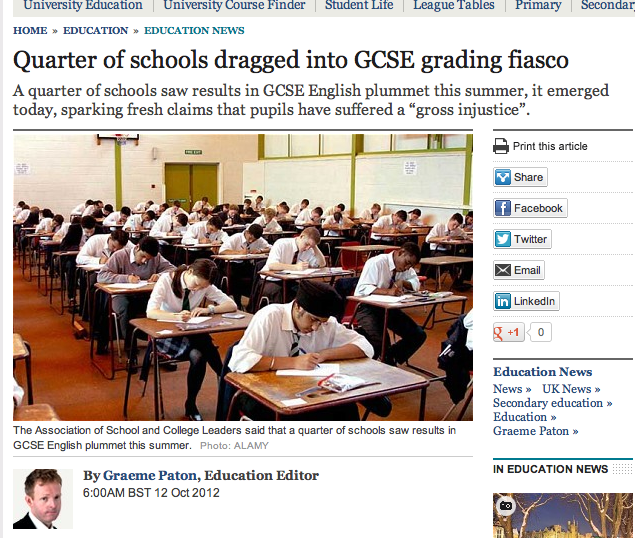 University Education University Course Finder Student Life League Tables Primary Secondary
HOME » EDUCATION » EDUCATION NEWS
Quarter of schools dragged into GCSE grading fiasco
A quarter of schools saw results in GCSE English plummet this summer, it emerged
today, sparking fresh claims that pupils have suffered a “gross injustice”.
Print this article
Share
Facebook
Twitter
Email
LinkedIn
+1 0
Education News
News » UK News »
Secondary education »
Education »
Graeme Paton »
The Association of School and College Leaders said that a quarter of schools saw results in
GCSE English plummet this summer. Photo: ALAMY
By Graeme Paton, Education Editor
6:00AM BST 12 Oct 2012
IN EDUCATION NEWS